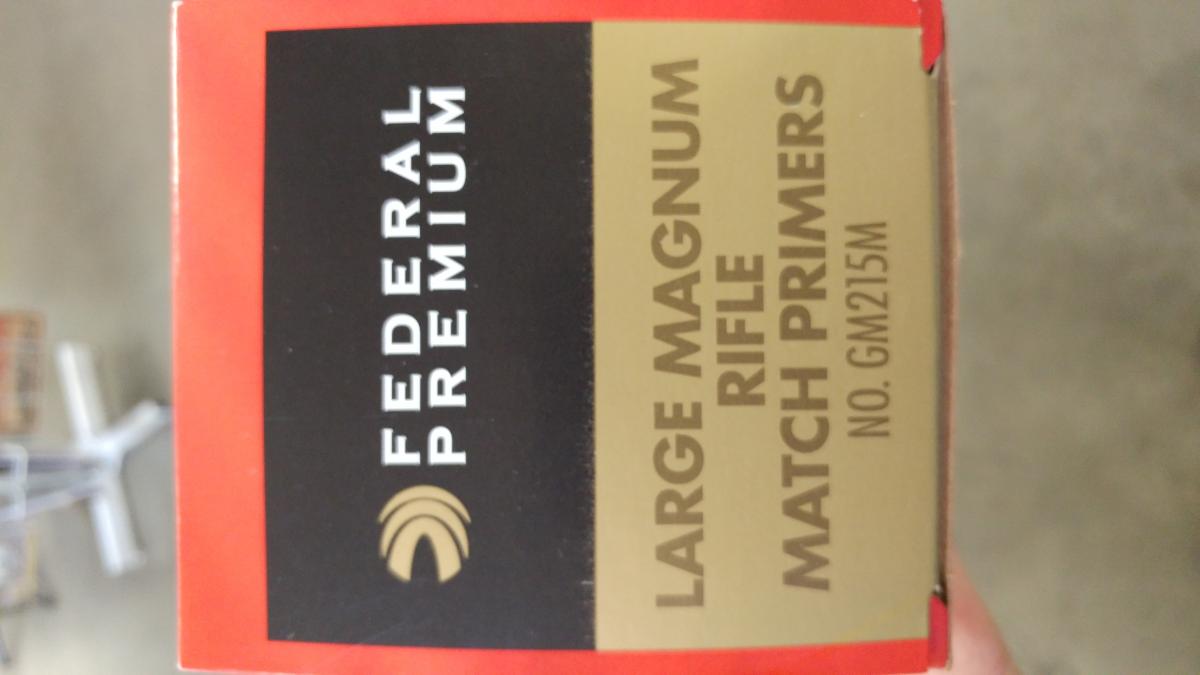 FEDERAL
PREMIUM
LARGE MAGNUM
RIFLE
MATCH PRIMERS
NO. GM215M